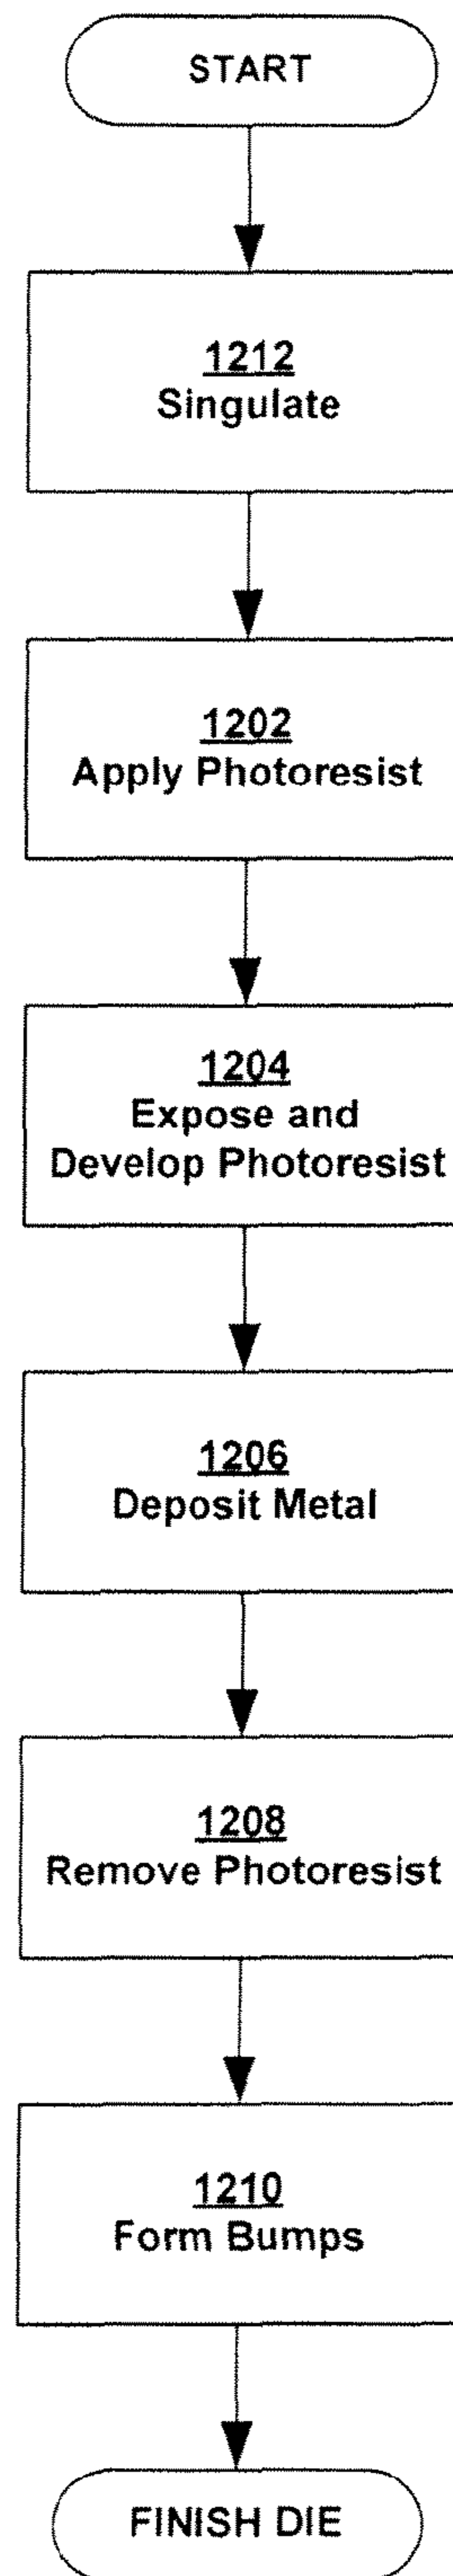 START
1212
Singulate
1202
Apply Photoresist
1204
Expose and
Develop Photoresist
1206
Deposit Metal
1208
Remove Photoresist
1210
Form Bumps
FINISH DIE